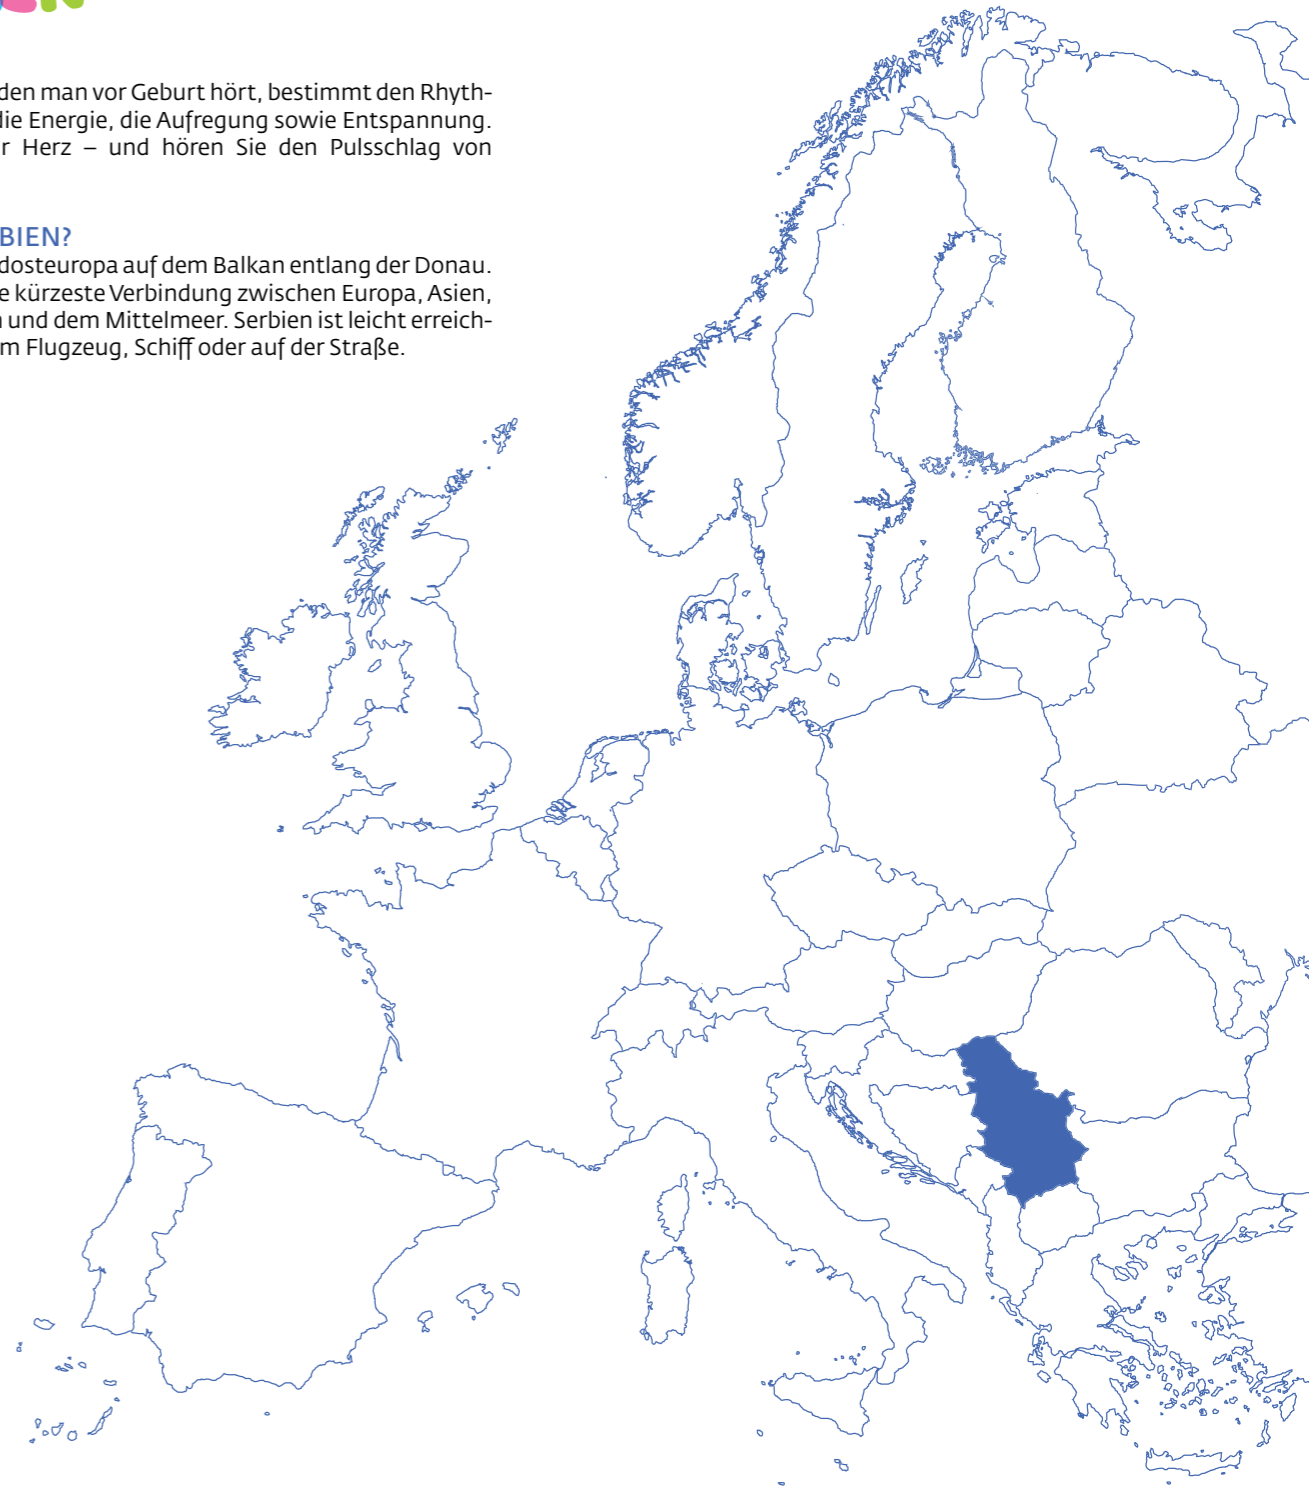 den man vor Geburt hört, bestimmt den Rhyth-
die Energie, die Aufregung sowie Entspannung.
r Herz – und hören Sie den Pulsschlag von
BIEN?
dosteuropa auf dem Balkan entlang der Donau.
e kürzeste Verbindung zwischen Europa, Asien,
und dem Mittelmeer. Serbien ist leicht erreich-
m Flugzeug, Schiff oder auf der Straße.